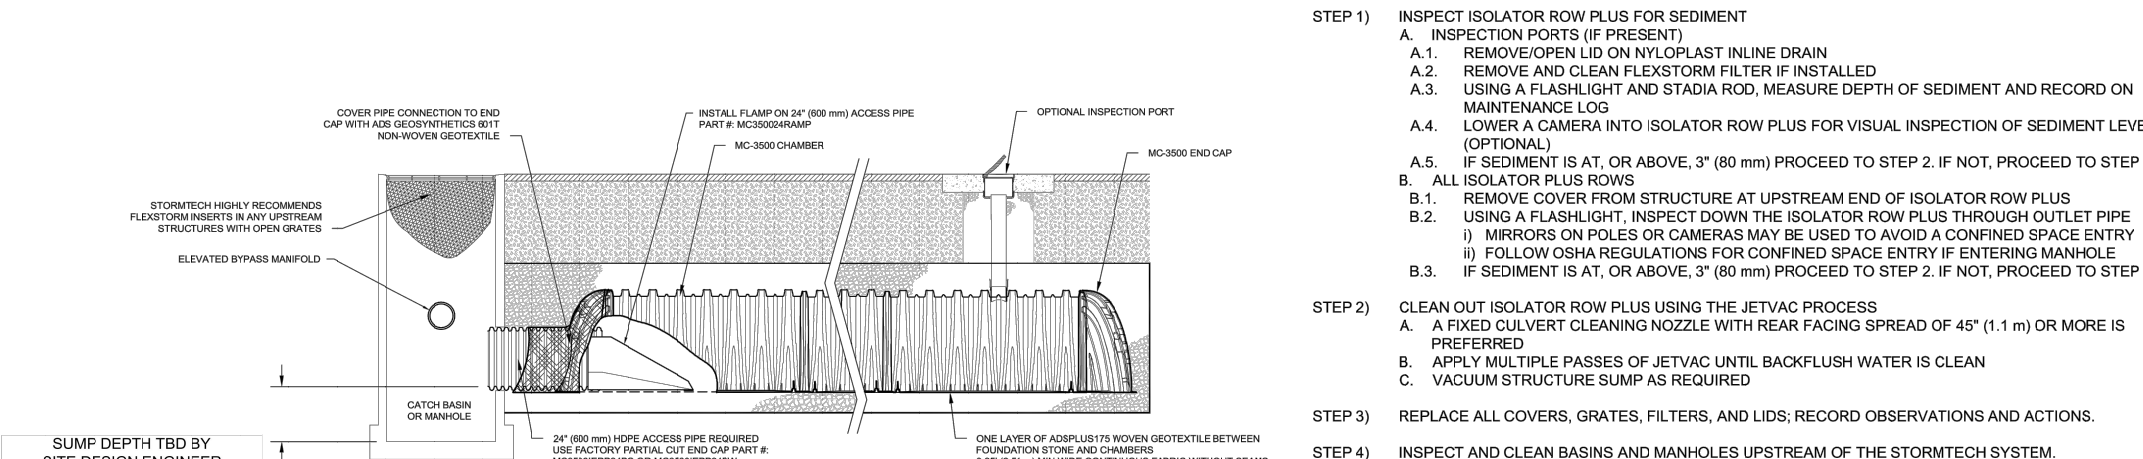 COVER PIPE CONNECTION TO END
CAP WITH ADS GEOSYNTHETICS 601T
NON-WOVEN GEOTEXTILE
INSTALL FLAMP ON 24" (600 mm) ACCESS PIPE
PART #: MC350024RAMP
MC-3500 CHAMBER
OPTIONAL INSPECTION PORT
MC-3500 END CAP
STORMTECH HIGHLY RECOMMENDS
FLEXSTORM INSERTS IN ANY UPSTREAM
STRUCTURES WITH OPEN GRATES
ELEVATED BYPASS MANIFOLD
CATCH BASIN
OR MANHOLE
SUMP DEPTH TBD BY
SITE DESIGN ENGINEER
24" (600 mm) HDPE ACCESS PIPE REQUIRED
USE FACTORY PARTIAL CUT END CAP PART #:
ONE LAYER OF ADSPLUS175 WOVEN GEOTEXTILE BETWEEN
FOUNDATION STONE AND CHAMBERS
STEP 1) INSPECT ISOLATOR ROW PLUS FOR SEDIMENT
A. INSPECTION PORTS (IF PRESENT)
A.1. REMOVE/OPEN LID ON NYLOPLAST INLINE DRAIN
A.2. REMOVE AND CLEAN FLEXSTORM FILTER IF INSTALLED
A.3. USING A FLASHLIGHT AND STADIA ROD, MEASURE DEPTH OF SEDIMENT AND RECORD ON
MAINTENANCE LOG
A.4. LOWER A CAMERA INTO ISOLATOR ROW PLUS FOR VISUAL INSPECTION OF SEDIMENT LEVE
(OPTIONAL)
A.5. IF SEDIMENT IS AT, OR ABOVE, 3" (80 mm) PROCEED TO STEP 2. IF NOT, PROCEED TO STEP
B. ALL ISOLATOR PLUS ROWS
B.1. REMOVE COVER FROM STRUCTURE AT UPSTREAM END OF ISOLATOR ROW PLUS
B.2. USING A FLASHLIGHT, INSPECT DOWN THE ISOLATOR ROW PLUS THROUGH OUTLET PIPE
i) MIRRORS ON POLES OR CAMERAS MAY BE USED TO AVOID A CONFINED SPACE ENTRY
ii) FOLLOW OSHA REGULATIONS FOR CONFINED SPACE ENTRY IF ENTERING MANHOLE
B.3. IF SEDIMENT IS AT, OR ABOVE, 3" (80 mm) PROCEED TO STEP 2. IF NOT, PROCEED TO STEP
STEP 2) CLEAN OUT ISOLATOR ROW PLUS USING THE JETVAC PROCESS
A. A FIXED CULVERT CLEANING NOZZLE WITH REAR FACING SPREAD OF 45" (1.1 m) OR MORE IS
PREFERRED
B. APPLY MULTIPLE PASSES OF JETVAC UNTIL BACKFLUSH WATER IS CLEAN
C. VACUUM STRUCTURE SUMP AS REQUIRED
STEP 3) REPLACE ALL COVERS, GRATES, FILTERS, AND LIDS; RECORD OBSERVATIONS AND ACTIONS.
STEP 4) INSPECT AND CLEAN BASINS AND MANHOLES UPSTREAM OF THE STORMTECH SYSTEM.